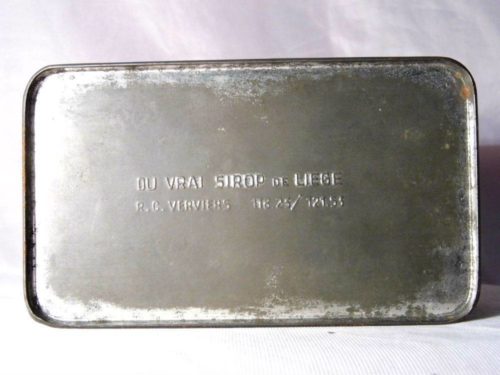 DU VRAI SIROP DE LIEGE
R.C. VERVIERS